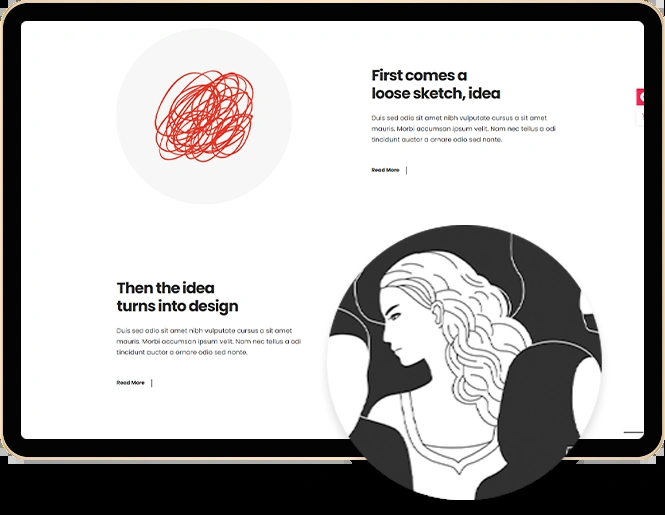 First comes a
loose sketch, idea
Duis sed odio sit amet nibh vulputate cursus a sit amet
mauris. Morbi accumsan ipsum velit. Nam nec tellus a odi
tincidunt auctor a ornare odio sed nonte.
Read More
Then the idea
turns into design
Duis sed odio sit amet nibh vulputate cursus a sit amet
mauris. Morbi accumsan ipsum velit. Nam nec tellus a odi
tincidunt auctor a ornare odio sed nonte.
Read More